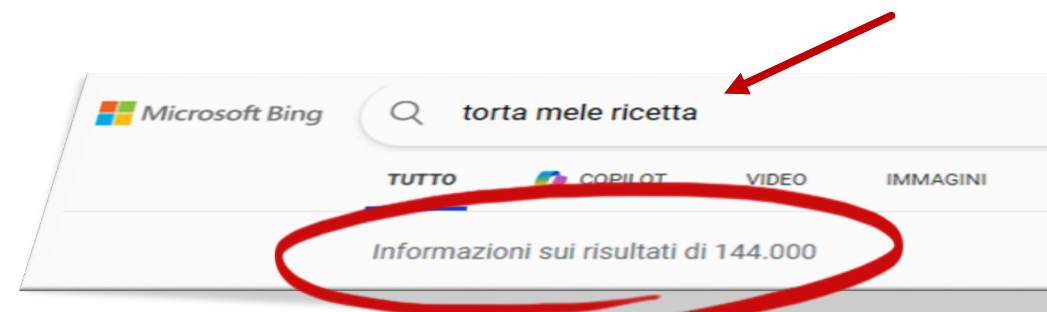 Microsoft Bing
torta mele ricetta
TUTTO COPILOT VIDEO IMMAGINI
Informazioni sui risultati di 144.000